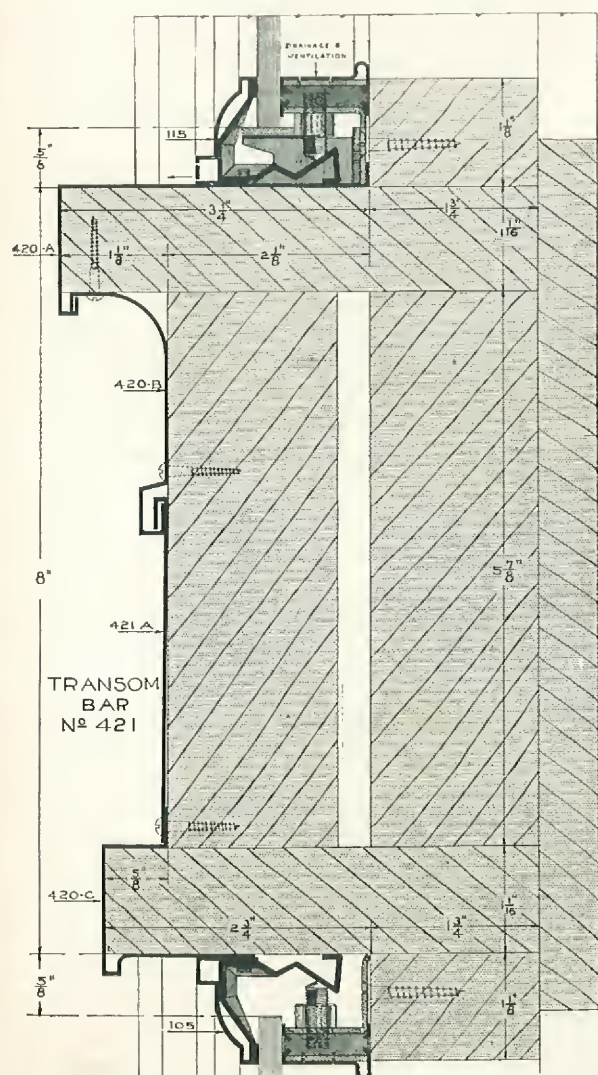 DRAINAGE &
VENTILATION
1 1/8"
5/8"
115
3 1/4"
1 3/4"
420-A
1 1/8"
2 1/8"
1 1/16"
420-B
8"
5 7/8"
421 A
TRANSOM
BAR
Nº 421
5/8"
420-C
2 3/4"
1 3/4"
1 1/16"
5/8"
105
1 1/8"